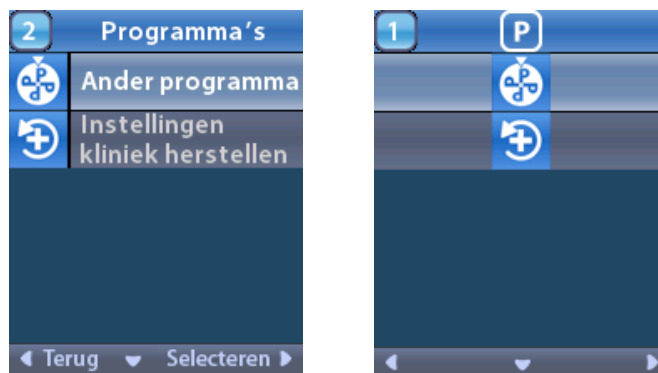 2 Programma's
Ander programma
Instellingen
kliniek herstellen
Terug Selecteren
1 P